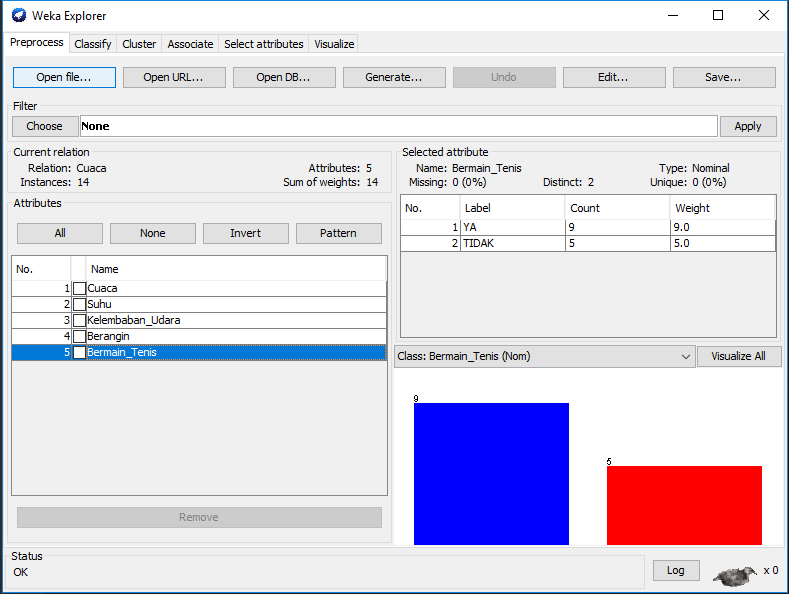 Weka Explorer
Preprocess Classify Cluster Associate Select attributes Visualize
Open file... Open URL... Open DB... Generate... Undo Edit... Save...
Filter
Choose None Apply
Current relation
Relation: Cuaca Attributes: 5
Instances: 14 Sum of weights: 14
Attributes
All None Invert Pattern
No. Name
1 Cuaca
2 Suhu
3 Kelembaban_Udara
4 Berangin
5 Bermain_Tenis
Remove
Selected attribute
Name: Bermain_Tenis Type: Nominal
Missing: 0 (0%) Distinct: 2 Unique: 0 (0%)
No. Label Count Weight
1 YA 9 9.0
2 TIDAK 5 5.0
Class: Bermain_Tenis (Nom) Visualize All
9
5
Status
OK
Log x 0